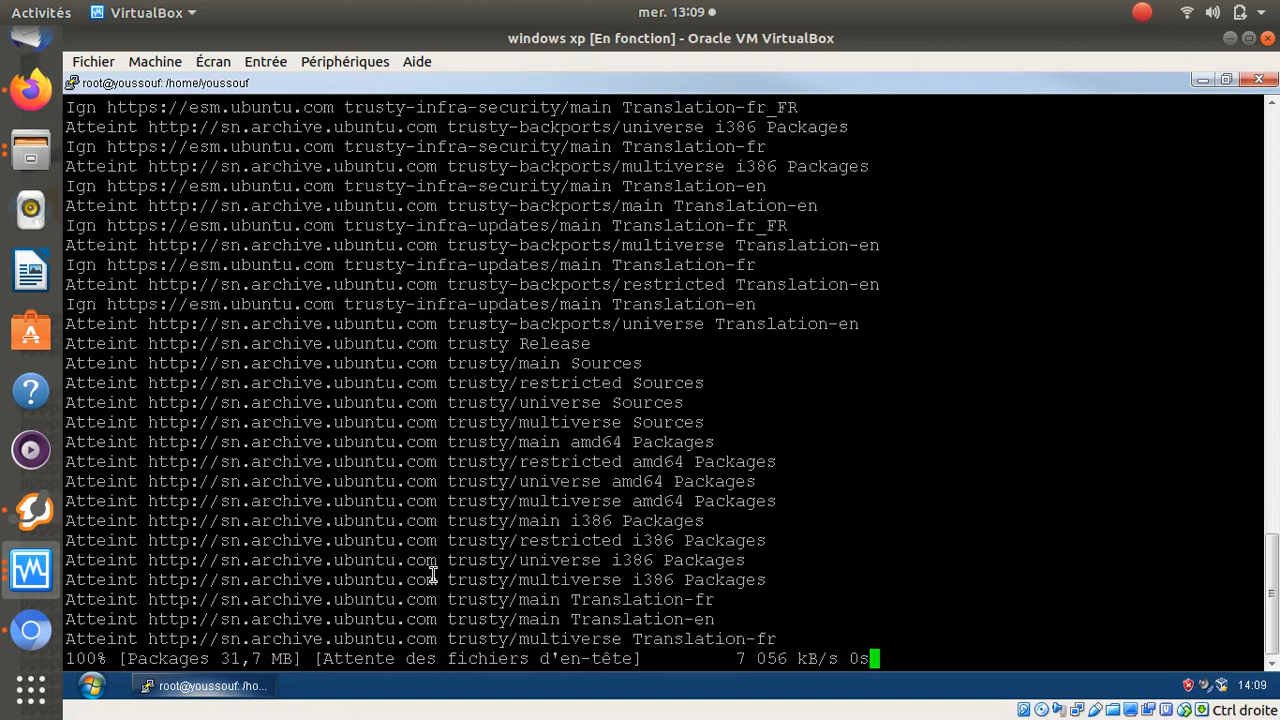 Activités
VirtualBox
mer. 13:09
windows xp [En fonction] - Oracle VM VirtualBox
Fichier Machine Écran Entrée Périphériques Aide
root@youssouf: /home/youssouf
Ign https://esm.ubuntu.com trusty-infra-security/main Translation-fr_FR
Atteint http://sn.archive.ubuntu.com trusty-backports/universe i386 Packages
Ign https://esm.ubuntu.com trusty-infra-security/main Translation-fr
Atteint http://sn.archive.ubuntu.com trusty-backports/multiverse i386 Packages
Ign https://esm.ubuntu.com trusty-infra-security/main Translation-en
Atteint http://sn.archive.ubuntu.com trusty-backports/main Translation-en
Ign https://esm.ubuntu.com trusty-infra-updates/main Translation-fr_FR
Atteint http://sn.archive.ubuntu.com trusty-backports/multiverse Translation-en
Ign https://esm.ubuntu.com trusty-infra-updates/main Translation-fr
Atteint http://sn.archive.ubuntu.com trusty-backports/restricted Translation-en
Ign https://esm.ubuntu.com trusty-infra-updates/main Translation-en
Atteint http://sn.archive.ubuntu.com trusty-backports/universe Translation-en
Atteint http://sn.archive.ubuntu.com trusty Release
Atteint http://sn.archive.ubuntu.com trusty/main Sources
Atteint http://sn.archive.ubuntu.com trusty/restricted Sources
Atteint http://sn.archive.ubuntu.com trusty/universe Sources
Atteint http://sn.archive.ubuntu.com trusty/multiverse Sources
Atteint http://sn.archive.ubuntu.com trusty/main amd64 Packages
Atteint http://sn.archive.ubuntu.com trusty/restricted amd64 Packages
Atteint http://sn.archive.ubuntu.com trusty/universe amd64 Packages
Atteint http://sn.archive.ubuntu.com trusty/multiverse amd64 Packages
Atteint http://sn.archive.ubuntu.com trusty/main i386 Packages
Atteint http://sn.archive.ubuntu.com trusty/restricted i386 Packages
Atteint http://sn.archive.ubuntu.com trusty/universe i386 Packages
Atteint http://sn.archive.ubuntu.com trusty/multiverse i386 Packages
Atteint http://sn.archive.ubuntu.com trusty/main Translation-fr
Atteint http://sn.archive.ubuntu.com trusty/main Translation-en
Atteint http://sn.archive.ubuntu.com trusty/multiverse Translation-fr
100% [Packages 31,7 MB] [Attente des fichiers d'en-tête] 7 056 kB/s 0s
root@youssouf: /ho...
14:09
Ctrl droite